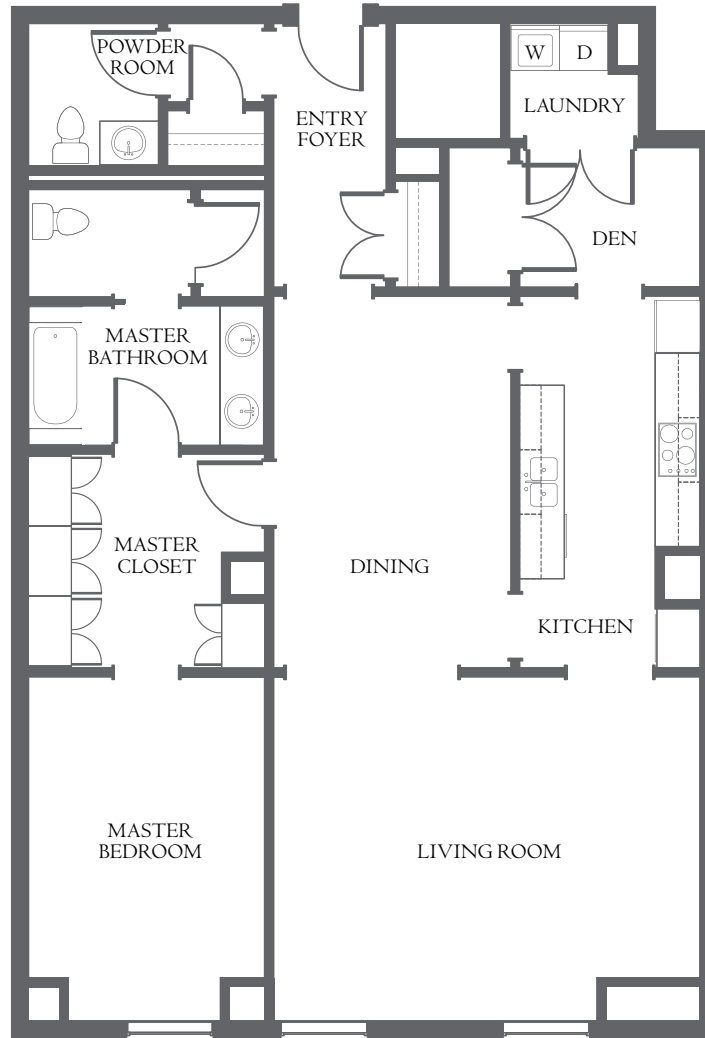 POWDER
ROOM
W
D
LAUNDRY
ENTRY
FOYER
DEN
MASTER
BATHROOM
MASTER
CLOSET
DINING
KITCHEN
MASTER
BEDROOM
LIVING ROOM